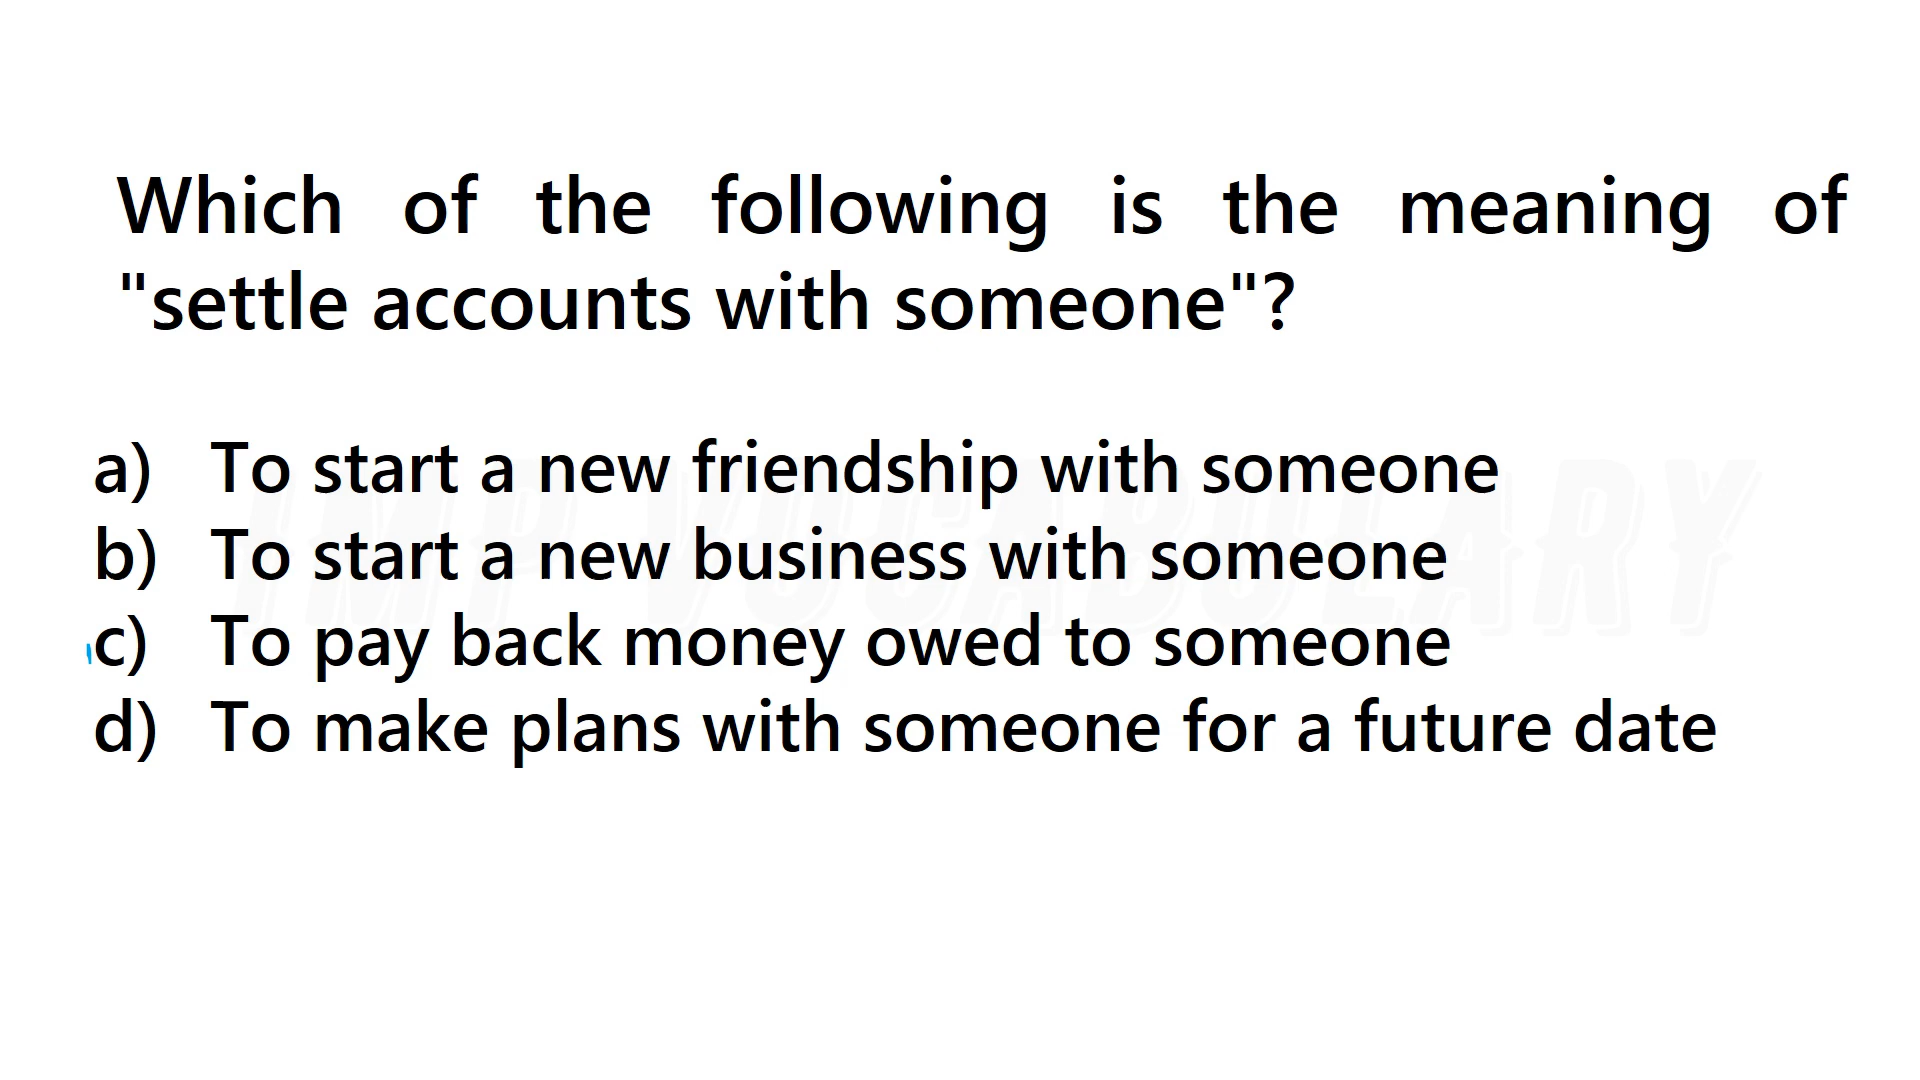 Which of the following is the meaning of
"settle accounts with someone"?
a) To start a new friendship with someone
b) To start a new business with someone
c) To pay back money owed to someone
d) To make plans with someone for a future date
IMP VOCABULARY